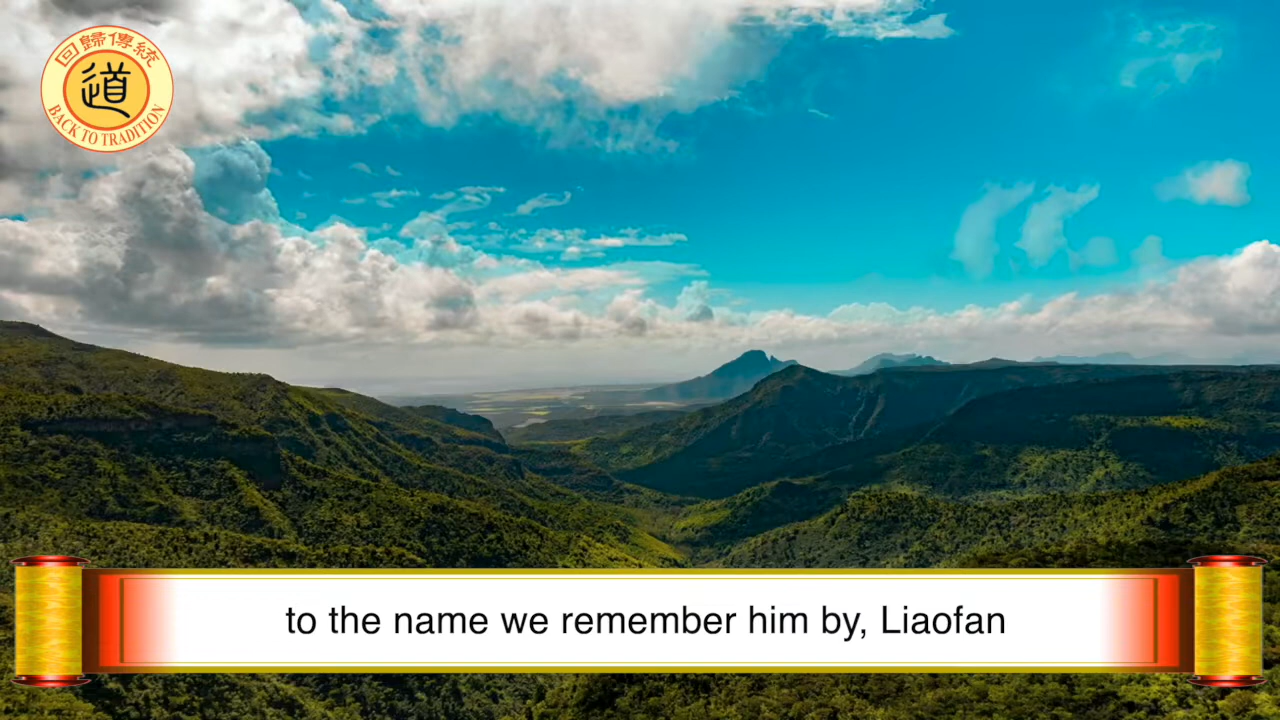 回歸傳統
道
BACK TO TRADITION
to the name we remember him by, Liaofan